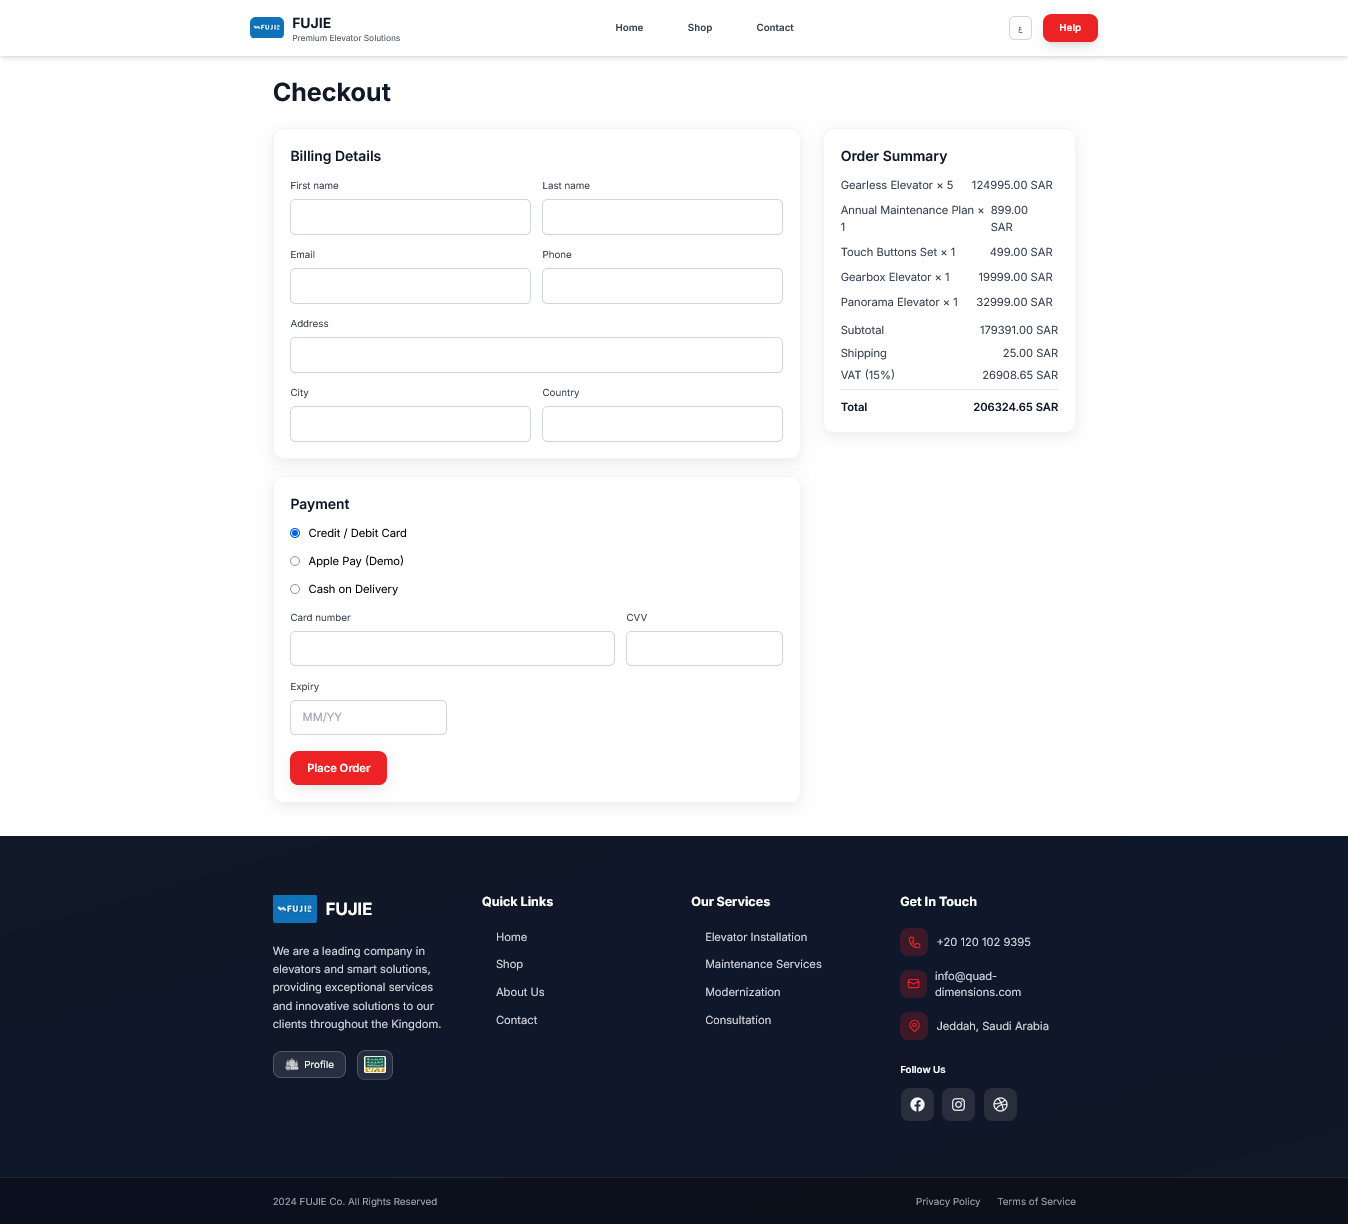 FUJIE
FUJIE
Premium Elevator Solutions
Home
Shop
Contact
ع
Help
Checkout
Billing Details
First name
Last name
Email
Phone
Address
City
Country
Order Summary
Gearless Elevator × 5 124995.00 SAR
Annual Maintenance Plan × 899.00
1 SAR
Touch Buttons Set × 1 499.00 SAR
Gearbox Elevator × 1 19999.00 SAR
Panorama Elevator × 1 32999.00 SAR
Subtotal 179391.00 SAR
Shipping 25.00 SAR
VAT (15%) 26908.65 SAR
Total 206324.65 SAR
Payment
Credit / Debit Card
Apple Pay (Demo)
Cash on Delivery
Card number
CVV
Expiry
MM/YY
Place Order
FUJIE
FUJIE
We are a leading company in
elevators and smart solutions,
providing exceptional services
and innovative solutions to our
clients throughout the Kingdom.
Profile
VAT
Quick Links
Home
Shop
About Us
Contact
Our Services
Elevator Installation
Maintenance Services
Modernization
Consultation
Get In Touch
+20 120 102 9395
info@quad-
dimensions.com
Jeddah, Saudi Arabia
Follow Us
2024 FUJIE Co. All Rights Reserved
Privacy Policy
Terms of Service